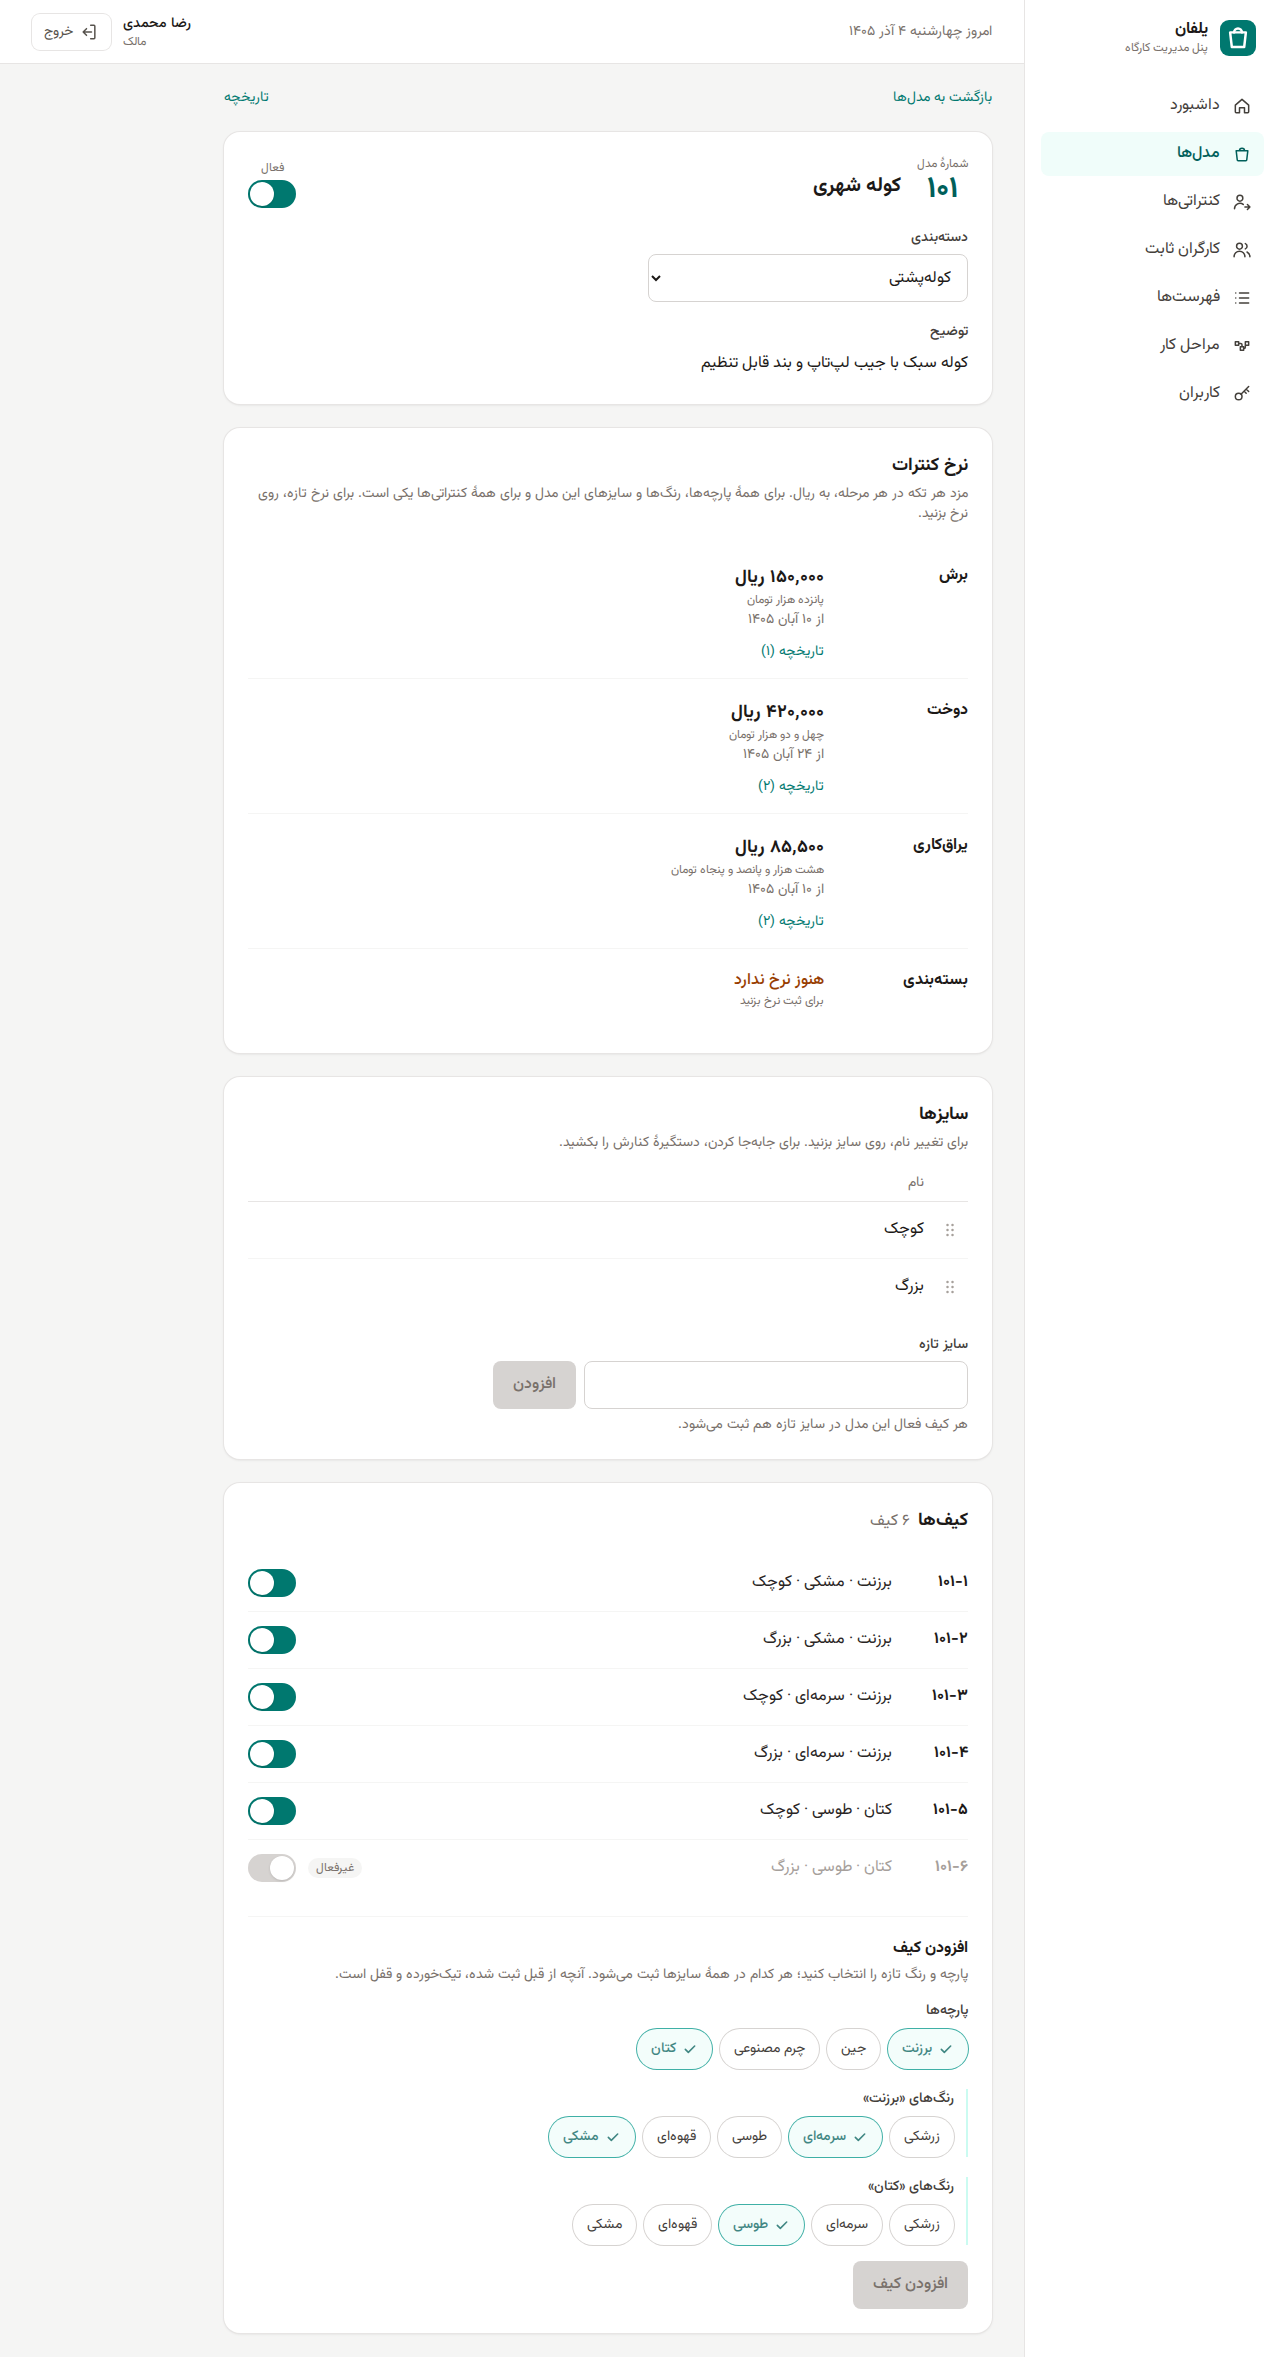 یلفان
پنل مدیریت کارگاه
داشبورد
مدل‌ها
کنتراتی‌ها
کارگران ثابت
فهرست‌ها
مراحل کار
کاربران
امروز چهارشنبه ۴ آذر ۱۴۰۵
رضا محمدی
مالک
خروج
بازگشت به مدل‌ها
تاریخچه
شمارهٔ مدل
۱۰۱
کوله شهری
فعال
دسته‌بندی
کوله‌پشتی
توضیح
کوله سبک با جیب لپ‌تاپ و بند قابل تنظیم
نرخ کنترات
مزد هر تکه در هر مرحله، به ریال. برای همهٔ پارچه‌ها، رنگ‌ها و سایزهای این مدل و برای همهٔ کنتراتی‌ها یکی است. برای نرخ تازه، روی
نرخ بزنید.
برش
۱۵۰,۰۰۰ ریال
پانزده هزار تومان
از ۱۰ آبان ۱۴۰۵
تاریخچه (۱)
دوخت
۴۲۰,۰۰۰ ریال
چهل و دو هزار تومان
از ۲۴ آبان ۱۴۰۵
تاریخچه (۲)
یراق‌کاری
۸۵,۵۰۰ ریال
هشت هزار و پانصد و پنجاه تومان
از ۱۰ آبان ۱۴۰۵
تاریخچه (۲)
بسته‌بندی
هنوز نرخ ندارد
برای ثبت نرخ بزنید
سایزها
برای تغییر نام، روی سایز بزنید. برای جابه‌جا کردن، دستگیرهٔ کنارش را بکشید.
نام
کوچک
بزرگ
سایز تازه
افزودن
هر کیف فعال این مدل در سایز تازه هم ثبت می‌شود.
کیف‌ها ۶ کیف
۱۰۱-۱ برزنت · مشکی · کوچک
۱۰۱-۲ برزنت · مشکی · بزرگ
۱۰۱-۳ برزنت · سرمه‌ای · کوچک
۱۰۱-۴ برزنت · سرمه‌ای · بزرگ
۱۰۱-۵ کتان · طوسی · کوچک
۱۰۱-۶ کتان · طوسی · بزرگ غیرفعال
افزودن کیف
پارچه و رنگ تازه را انتخاب کنید؛ هر کدام در همهٔ سایزها ثبت می‌شود. آنچه از قبل ثبت شده، تیک‌خورده و قفل است.
پارچه‌ها
برزنت جین چرم مصنوعی کتان
رنگ‌های «برزنت»
زرشکی سرمه‌ای طوسی قهوه‌ای مشکی
رنگ‌های «کتان»
زرشکی سرمه‌ای طوسی قهوه‌ای مشکی
افزودن کیف